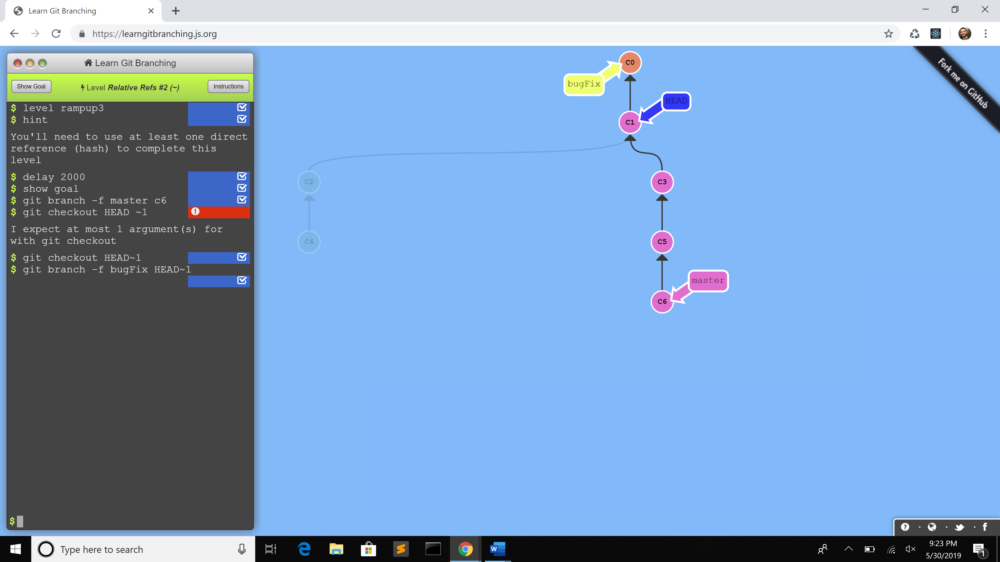 Learn Git Branching
https://learngitbranching.js.org
Learn Git Branching
Show Goal
Level Relative Refs #2 (~)
Instructions
$ level rampup3
$ hint
You'll need to use at least one direct
reference (hash) to complete this
level
$ delay 2000
$ show goal
$ git branch -f master c6
$ git checkout HEAD ~1
I expect at most 1 argument(s) for
with git checkout
$ git checkout HEAD~1
$ git branch -f bugFix HEAD~1
$
C0
bugFix
HEAD
C1
C2
C3
C4
C5
master
C6
Fork me on GitHub
Type here to search
W
9:23 PM
5/30/2019
1